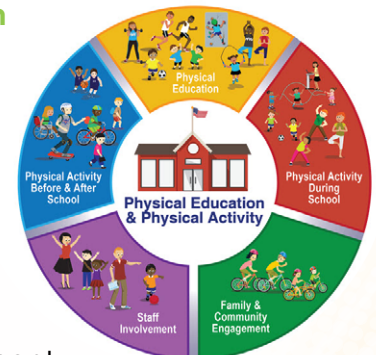 n
Physical
Education
Physical Activity
Before & After
School
Physical Activity
During
School
Physical Education
& Physical Activity
Staff
Involvement
Family &
Community
Engagement